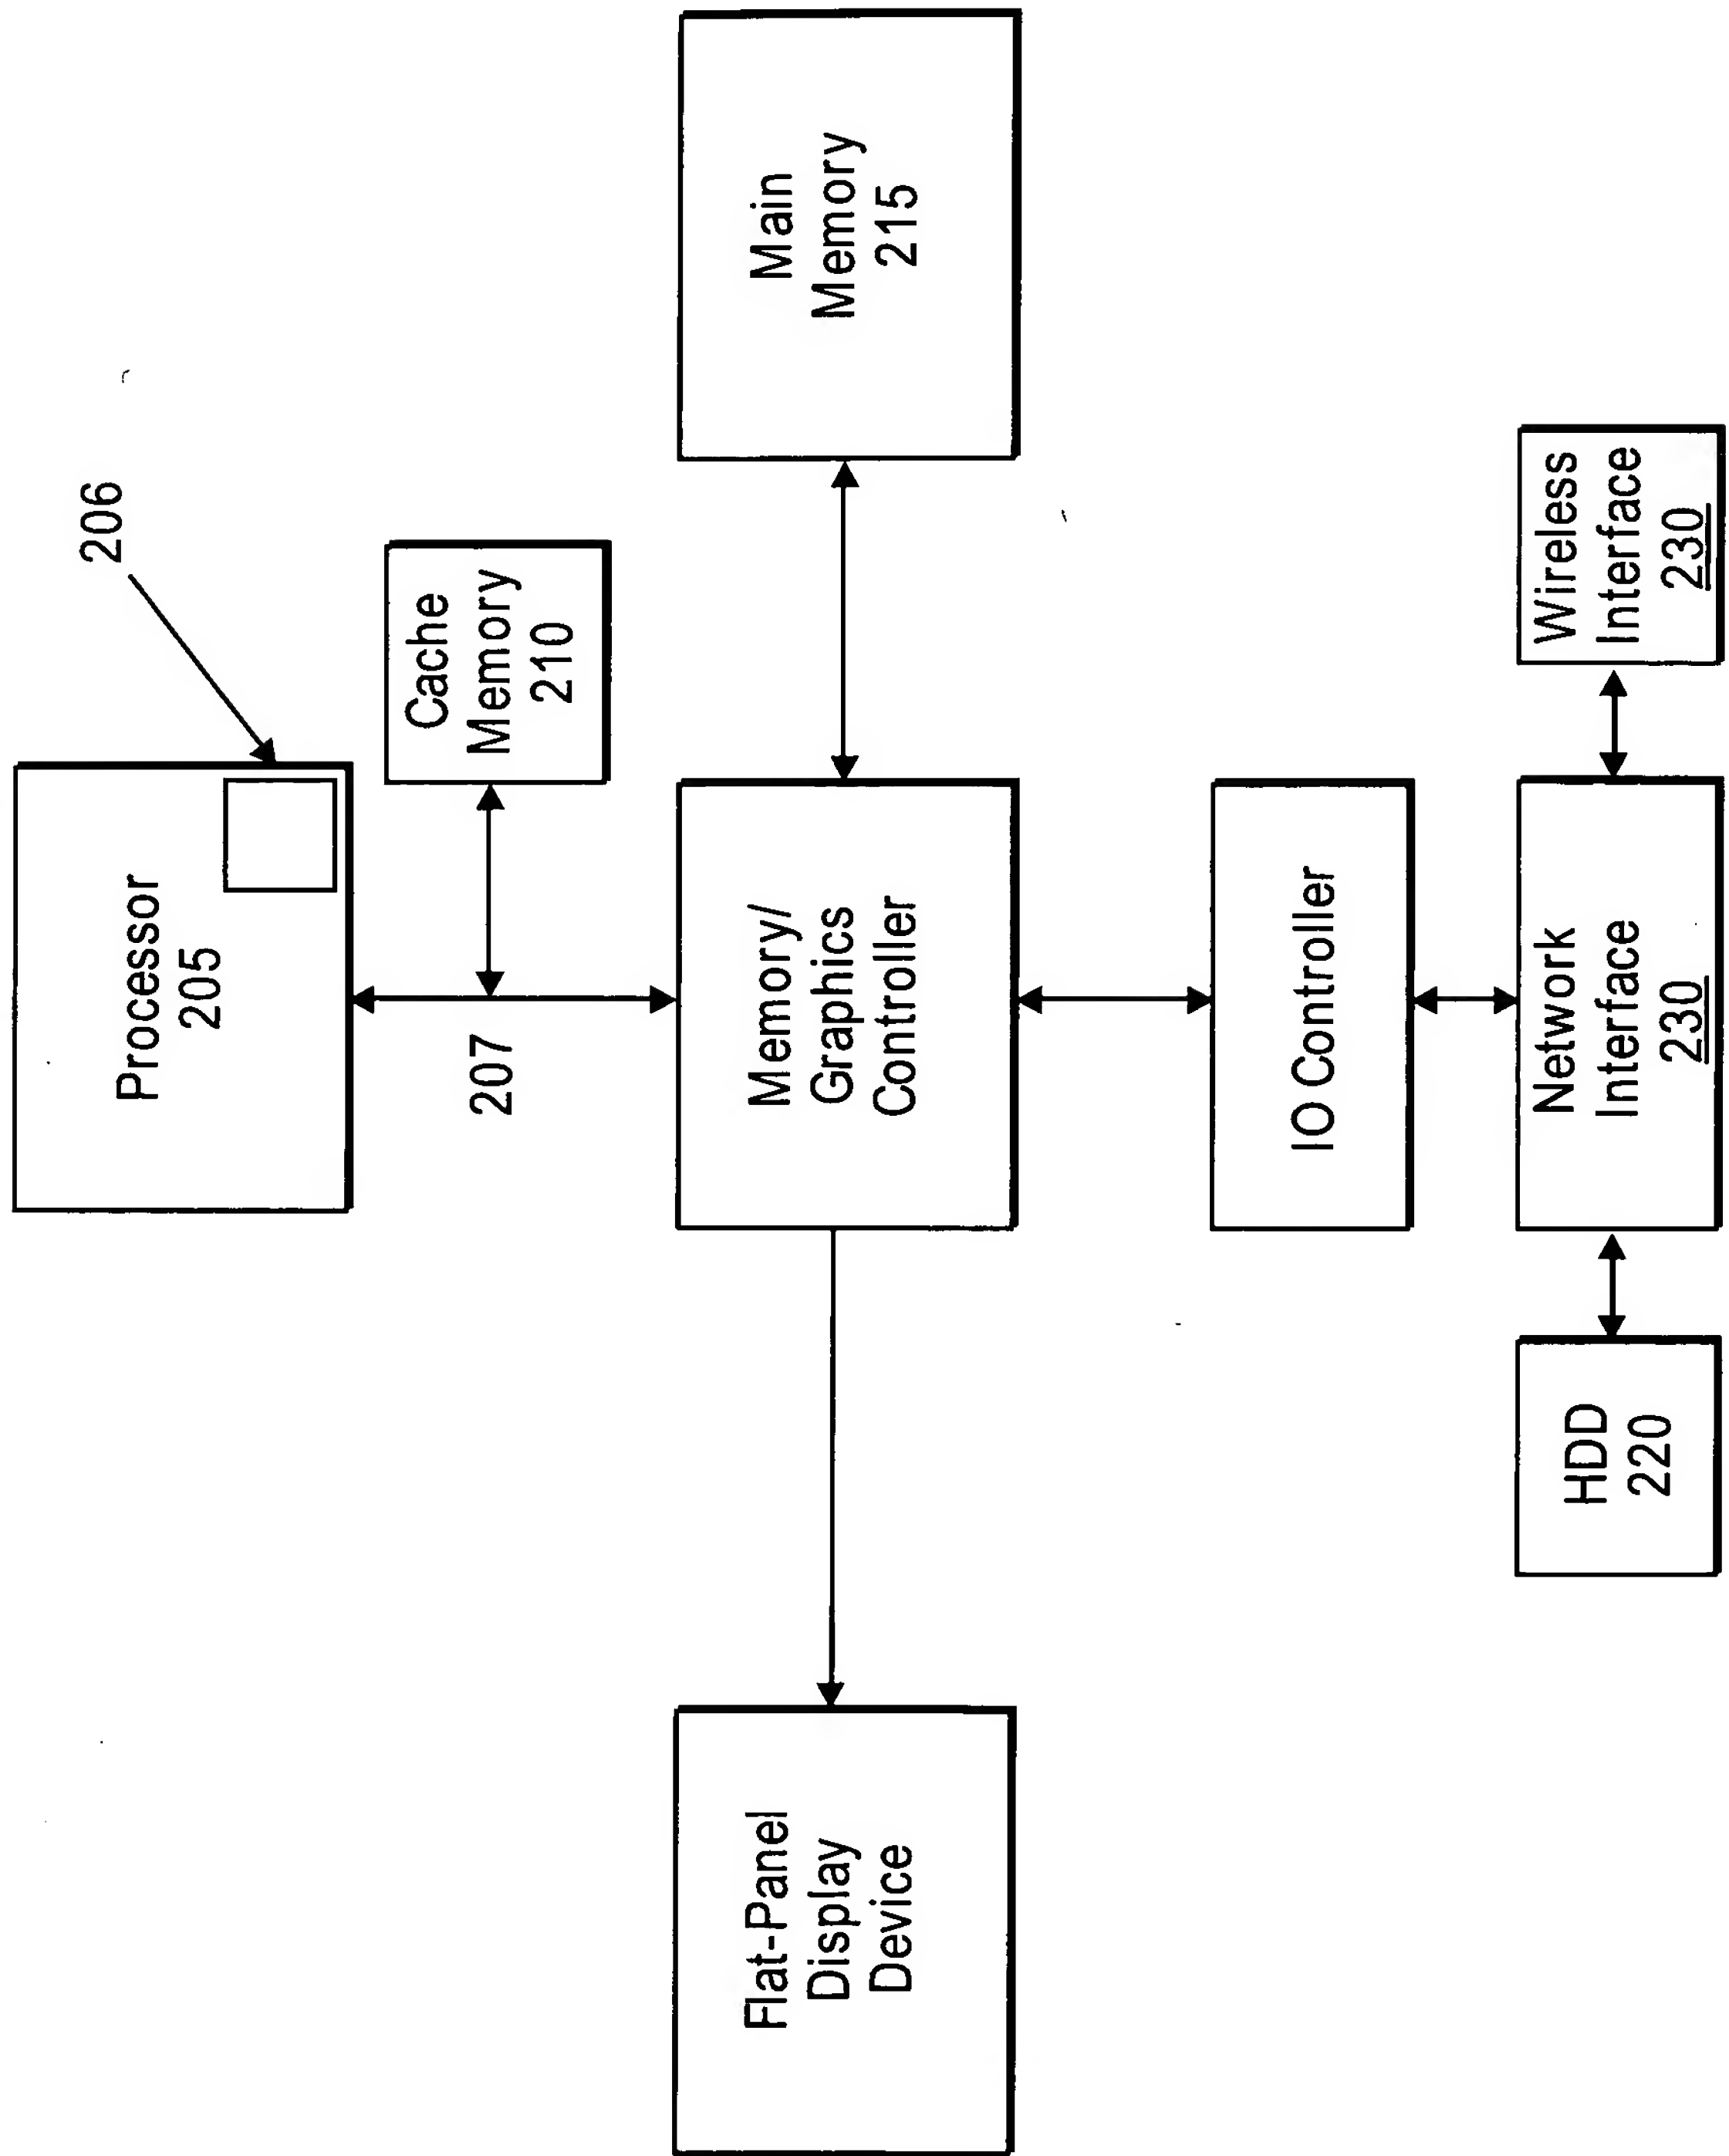 Processor
205
206
207
Cache
Memory
210
Flat-Panel
Display
Device
Memory/
Graphics
Controller
Main
Memory
215
IO Controller
HDD
220
Network
Interface
230
Wireless
Interface
230